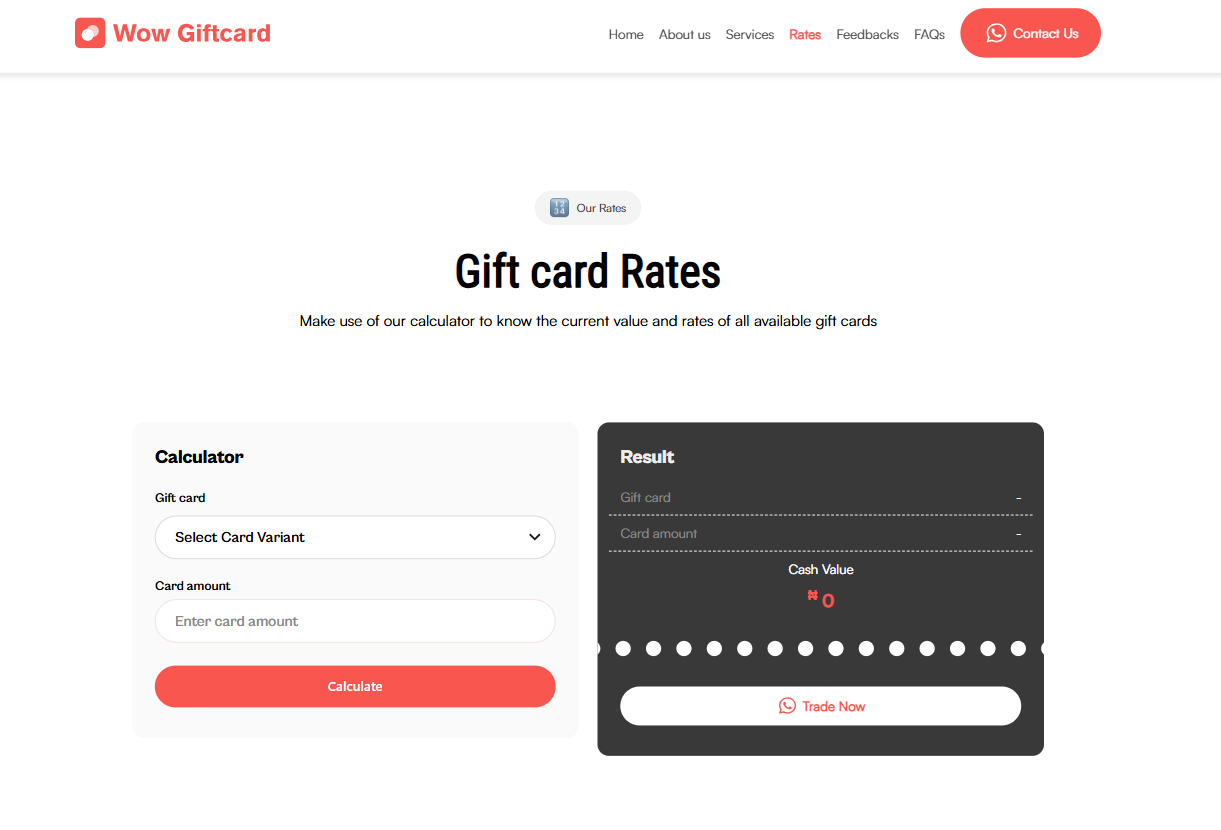 Wow Giftcard
Home About us Services Rates Feedbacks FAQs Contact Us
🔢 Our Rates
Gift card Rates
Make use of our calculator to know the current value and rates of all available gift cards
Calculator
Gift card
Select Card Variant
Card amount
Enter card amount
Calculate
Result
Gift card -
Card amount -
Cash Value
₦ 0
Trade Now